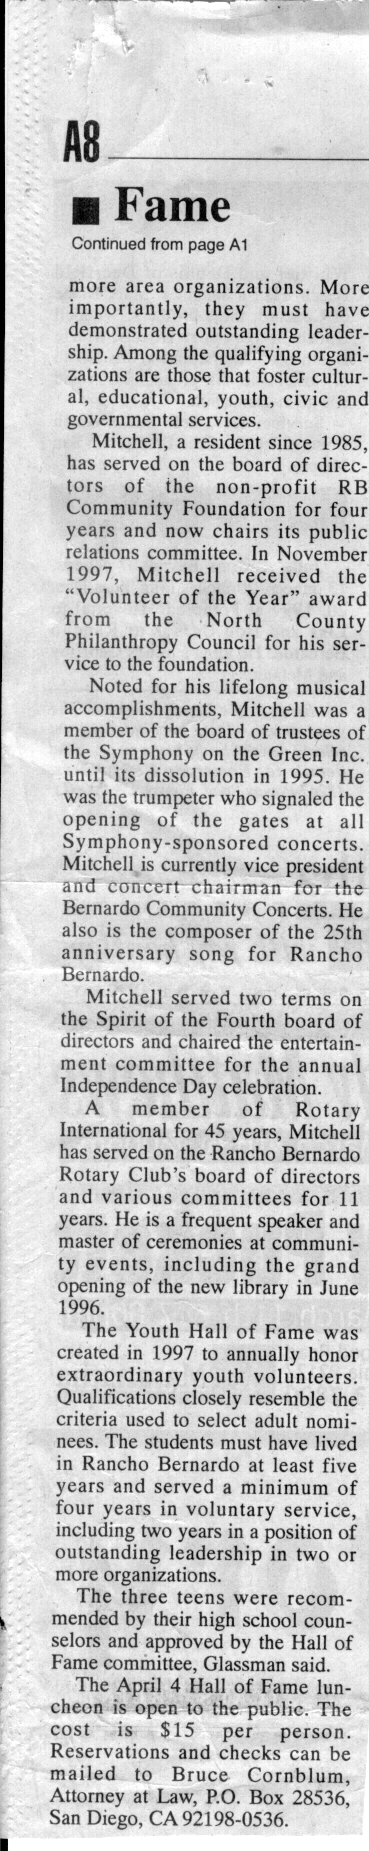 A8
■ Fame
Continued from page A1
more area organizations. More
importantly, they must have
demonstrated outstanding leader-
ship. Among the qualifying organi-
zations are those that foster cultur-
al, educational, youth, civic and
governmental services.
Mitchell, a resident since 1985,
has served on the board of direc-
tors of the non-profit RB
Community Foundation for four
years and now chairs its public
relations committee. In November
1997, Mitchell received the
“Volunteer of the Year” award
from the North County
Philanthropy Council for his ser-
vice to the foundation.
Noted for his lifelong musical
accomplishments, Mitchell was a
member of the board of trustees of
the Symphony on the Green Inc.
until its dissolution in 1995. He
was the trumpeter who signaled the
opening of the gates at all
Symphony-sponsored concerts.
Mitchell is currently vice president
and concert chairman for the
Bernardo Community Concerts. He
also is the composer of the 25th
anniversary song for Rancho
Bernardo.
Mitchell served two terms on
the Spirit of the Fourth board of
directors and chaired the entertain-
ment committee for the annual
Independence Day celebration.
A member of Rotary
International for 45 years, Mitchell
has served on the Rancho Bernardo
Rotary Club’s board of directors
and various committees for 11
years. He is a frequent speaker and
master of ceremonies at communi-
ty events, including the grand
opening of the new library in June
1996.
The Youth Hall of Fame was
created in 1997 to annually honor
extraordinary youth volunteers.
Qualifications closely resemble the
criteria used to select adult nomi-
nees. The students must have lived
in Rancho Bernardo at least five
years and served a minimum of
four years in voluntary service,
including two years in a position of
outstanding leadership in two or
more organizations.
The three teens were recom-
mended by their high school coun-
selors and approved by the Hall of
Fame committee, Glassman said.
The April 4 Hall of Fame lun-
cheon is open to the public. The
cost is $15 per person.
Reservations and checks can be
mailed to Bruce Cornblum,
Attorney at Law, P.O. Box 28536,
San Diego, CA 92198-0536.